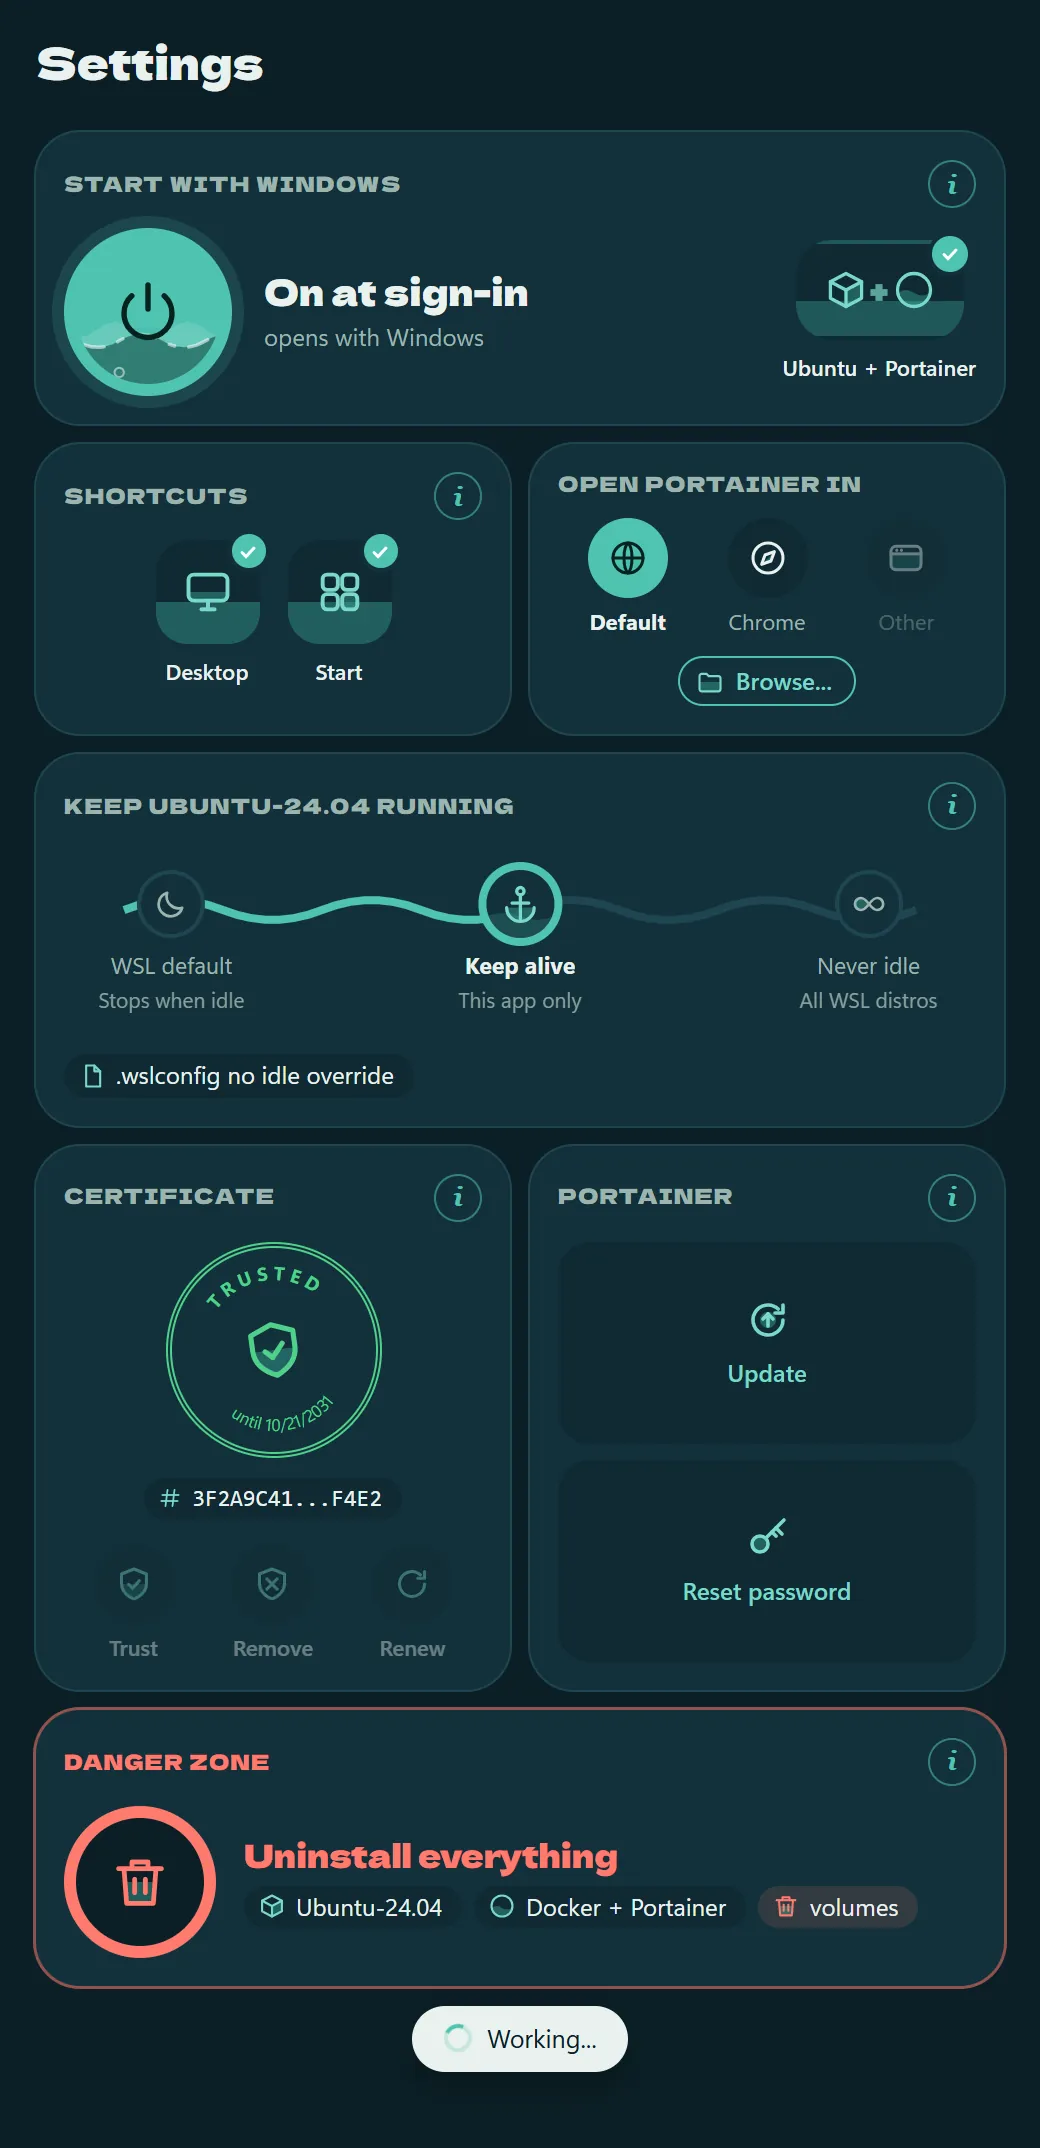 Settings
START WITH WINDOWS
i
On at sign-in
opens with Windows
Ubuntu + Portainer
SHORTCUTS
i
Desktop
Start
OPEN PORTAINER IN
Default
Chrome
Other
Browse...
KEEP UBUNTU-24.04 RUNNING
i
WSL default
Stops when idle
Keep alive
This app only
Never idle
All WSL distros
.wslconfig no idle override
CERTIFICATE
i
TRUSTED
until 10/21/2031
# 3F2A9C41...F4E2
Trust
Remove
Renew
PORTAINER
i
Update
Reset password
DANGER ZONE
i
Uninstall everything
Ubuntu-24.04
Docker + Portainer
volumes
Working...